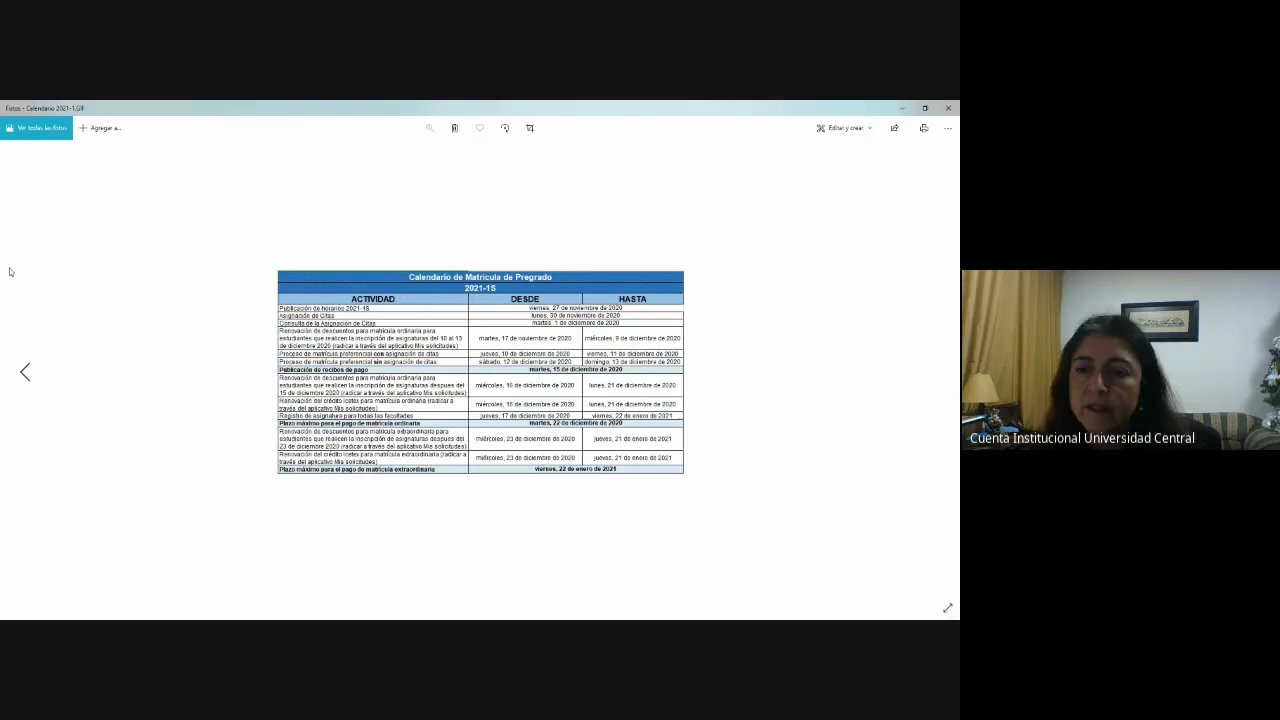 Fotos - Calendario 2021-1.GIF
Ver todas las fotos
Agregar a...
Editar y crear
Calendario de Matrícula de Pregrado
2021-1S
ACTIVIDAD DESDE HASTA
Publicación de horarios 2021-1S viernes, 27 de noviembre de 2020
Asignación de Citas lunes, 30 de noviembre de 2020
Consulta de la Asignación de Citas martes, 1 de diciembre de 2020
Renovación de descuentos para matrícula ordinaria para
estudiantes que realicen la inscripción de asignaturas del 10 al 13 martes, 17 de noviembre de 2020 miércoles, 9 de diciembre de 2020
de diciembre 2020 (radicar a través del aplicativo Mis solicitudes)
Proceso de matrícula preferencial con asignación de citas jueves, 10 de diciembre de 2020 viernes, 11 de diciembre de 2020
Proceso de matrícula preferencial sin asignación de citas sábado, 12 de diciembre de 2020 domingo, 13 de diciembre de 2020
Publicación de recibos de pago martes, 15 de diciembre de 2020
Renovación de descuentos para matrícula ordinaria para
estudiantes que realicen la inscripción de asignaturas despues del miércoles, 16 de diciembre de 2020 lunes, 21 de diciembre de 2020
15 de diciembre 2020 (radicar a través del aplicativo Mis solicitudes)
Renovación del crédito Icetex para matrícula ordinaria (radicar a miércoles, 16 de diciembre de 2020 lunes, 21 de diciembre de 2020
través del aplicativo Mis solicitudes)
Registro de asignatura para todas las facultades jueves, 17 de diciembre de 2020 viernes, 22 de enero de 2021
Plazo máximo para el pago de matrícula ordinaria martes, 22 de diciembre de 2020
Renovación de descuentos para matrícula extraordinaria para
estudiantes que realicen la inscripción de asignaturas despues del miércoles, 23 de diciembre de 2020 jueves, 21 de enero de 2021
23 de diciembre 2020 (radicar a través del aplicativo Mis solicitudes)
Renovación del crédito Icetex para matrícula extraordinaria (radicar a miércoles, 23 de diciembre de 2020 jueves, 21 de enero de 2021
través del aplicativo Mis solicitudes)
Plazo máximo para el pago de matrícula extraordinaria viernes, 22 de enero de 2021
Cuenta Institucional Universidad Central